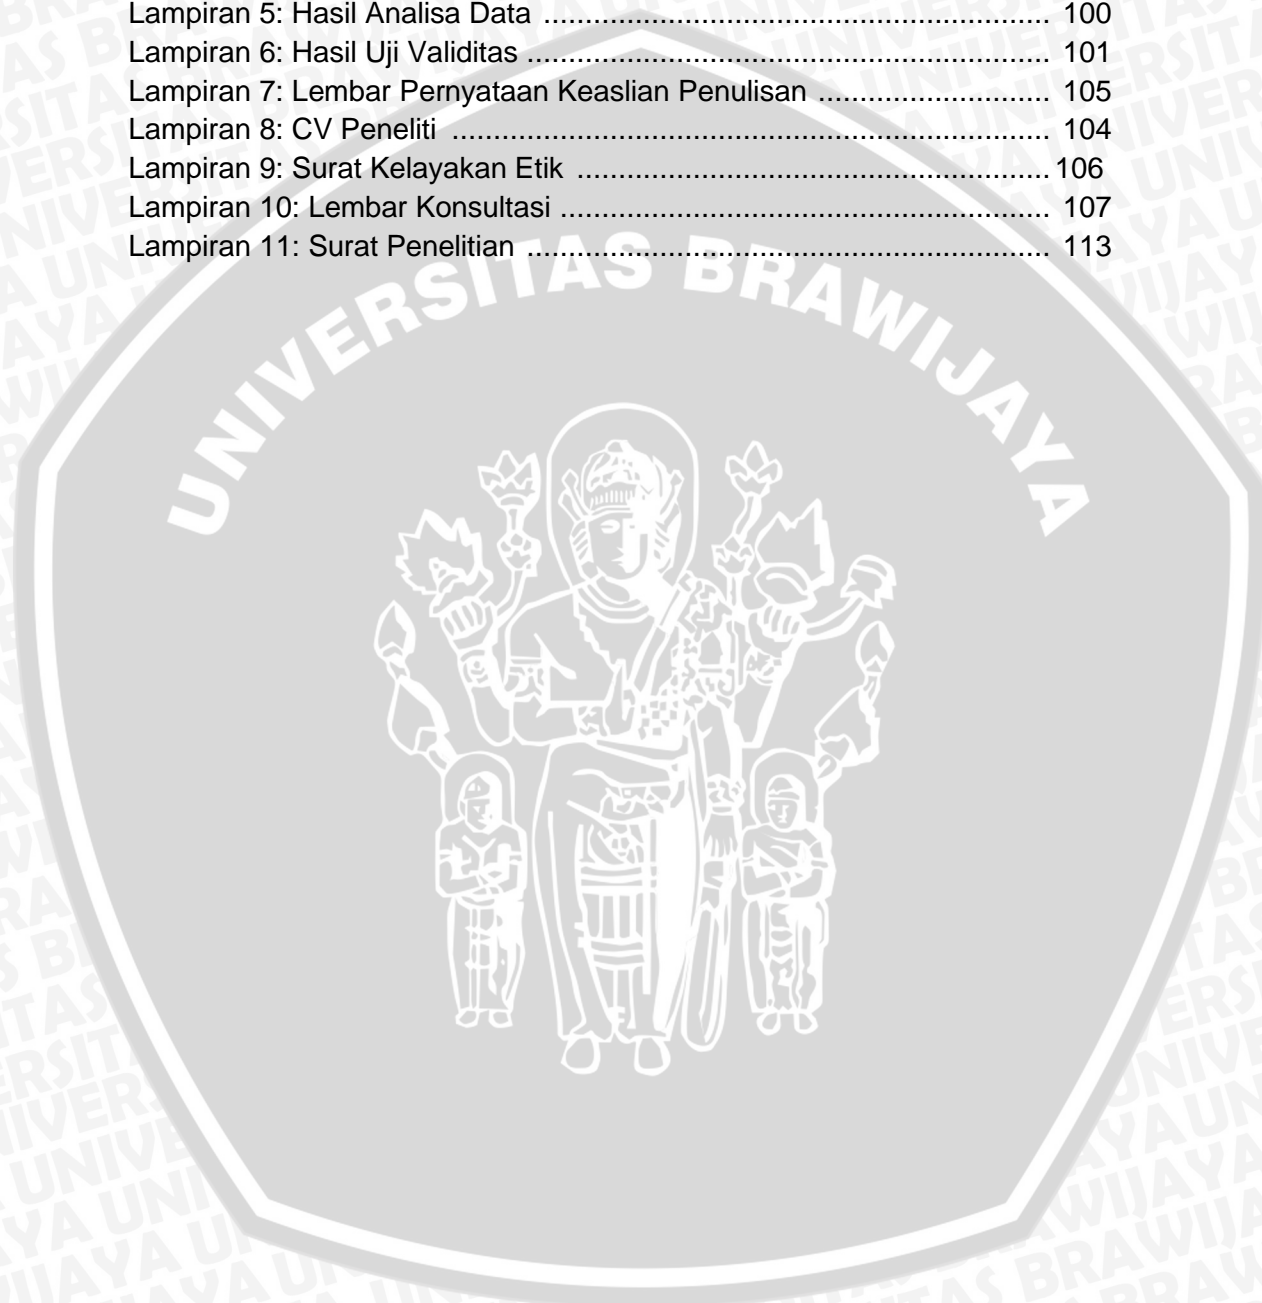 Lampiran 5: Hasil Analisa Data ............................................................. 100
Lampiran 6: Hasil Uji Validitas ............................................................... 101
Lampiran 7: Lembar Pernyataan Keaslian Penulisan ............................ 105
Lampiran 8: CV Peneliti ........................................................................ 104
Lampiran 9: Surat Kelayakan Etik ......................................................... 106
Lampiran 10: Lembar Konsultasi ........................................................... 107
Lampiran 11: Surat Penelitian ............................................................... 113
UNIVERSITAS BRAWIJAYA